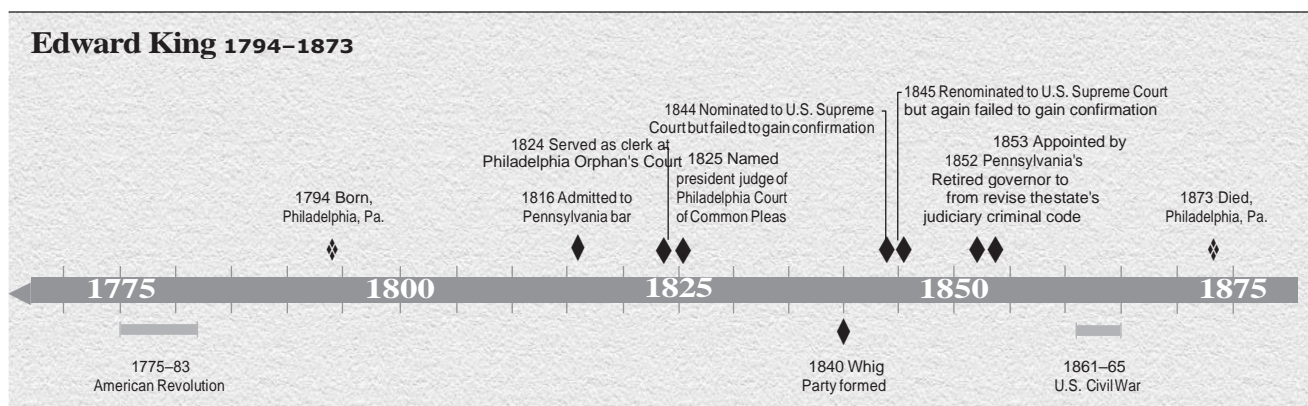 Edward King 1794–1873
1845 Renominated to U.S. Supreme Court
but again failed to gain confirmation
1844 Nominated to U.S. Supreme
Court but failed to gain confirmation
1824 Served as clerk at
Philadelphia Orphan's Court
1825 Named
president judge of
Philadelphia Court
of Common Pleas
1853 Appointed by
1852 Pennsylvania's
Retired governor to
from revise the state's
judiciary criminal code
1794 Born,
Philadelphia, Pa.
1816 Admitted to
Pennsylvania bar
1873 Died,
Philadelphia, Pa.
1775 1800 1825 1850 1875
1775–83
American Revolution
1840 Whig
Party formed
1861–65
U.S. Civil War